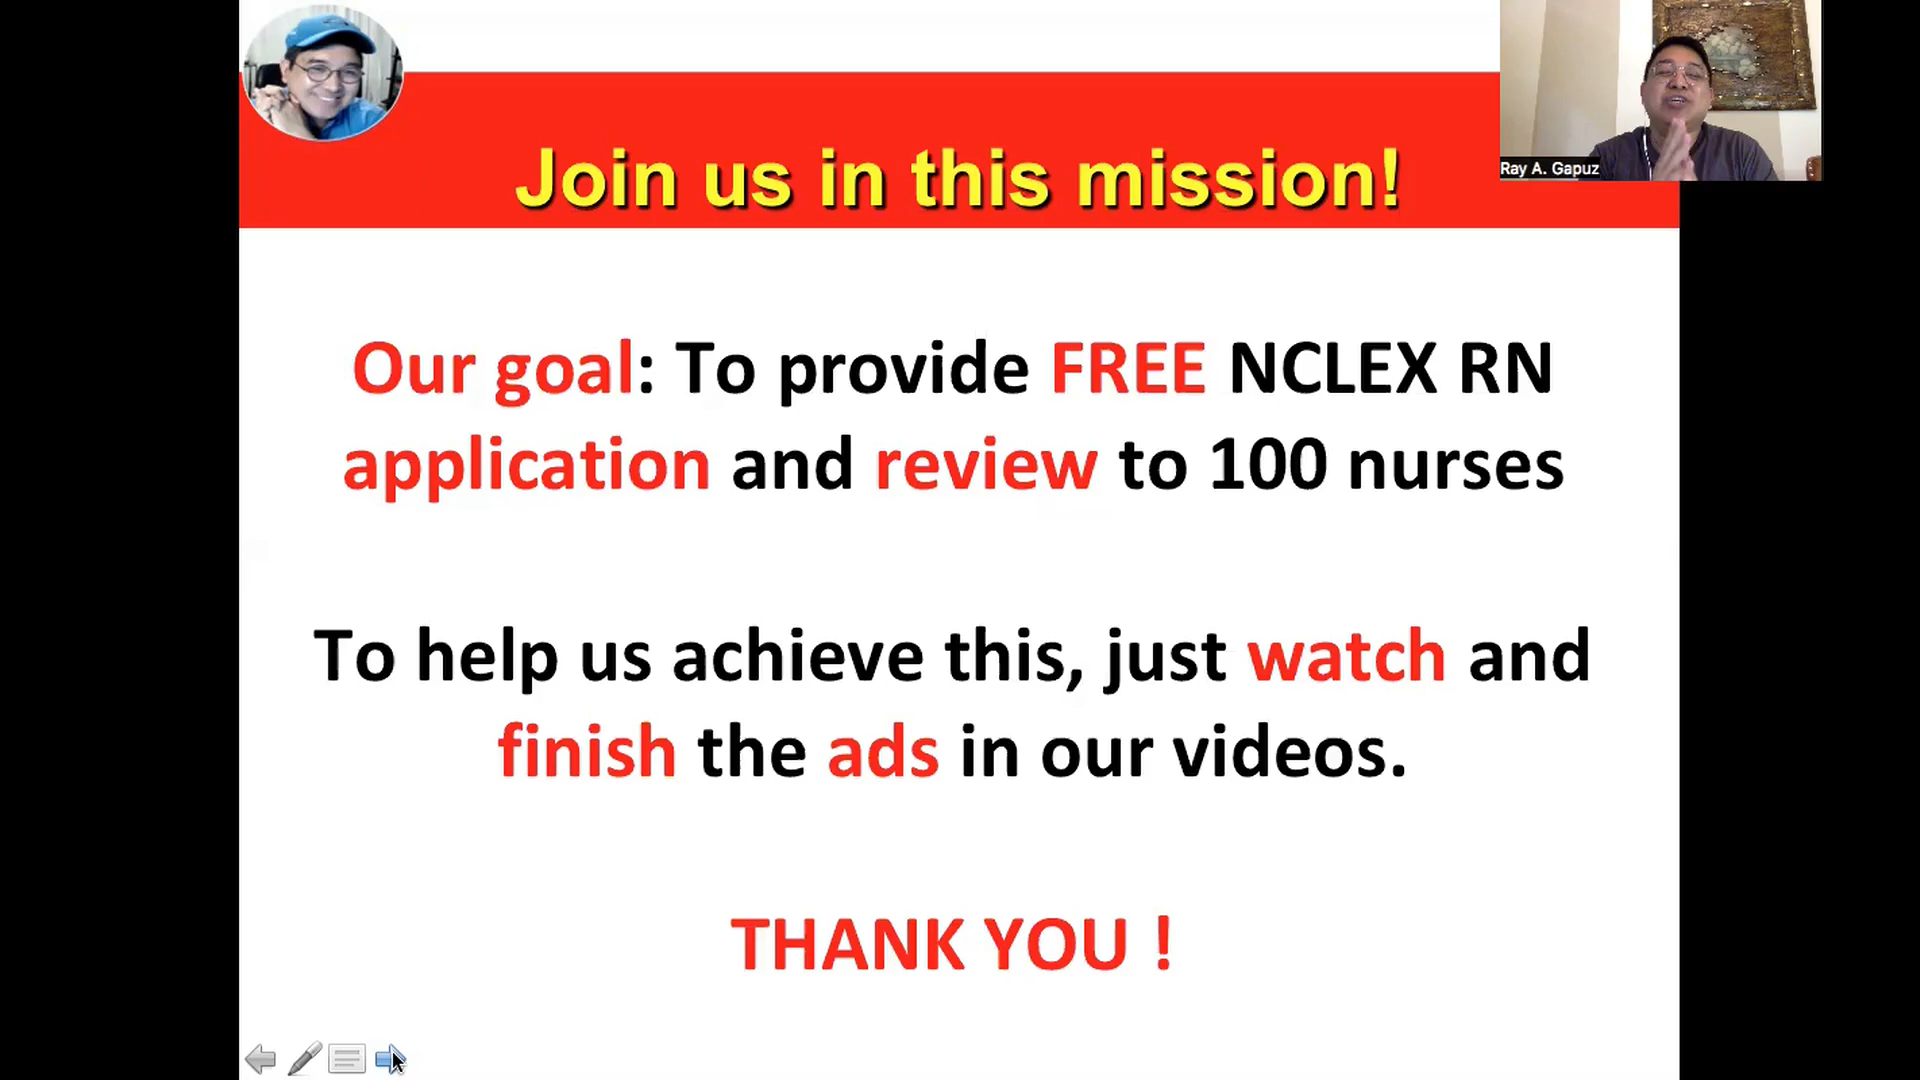 Join us in this mission!
Ray A. Gapuz
Our goal: To provide FREE NCLEX RN
application and review to 100 nurses
To help us achieve this, just watch and
finish the ads in our videos.
THANK YOU !